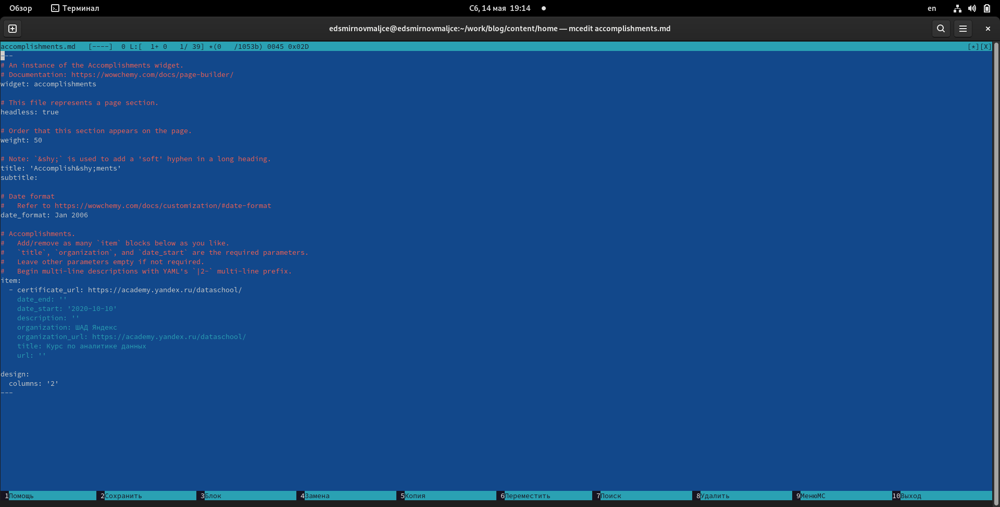 Обзор Терминал Сб, 14 мая 19:14 en
edsmirnovmaljce@edsmirnovmaljce:~/work/blog/content/home — mcedit accomplishments.md
accomplishments.md [----] 0 L:[ 1+ 0 1/ 39] *(0 /1053b) 0045 0x02D [*][X]
---
# An instance of the Accomplishments widget.
# Documentation: https://wowchemy.com/docs/page-builder/
widget: accomplishments
# This file represents a page section.
headless: true
# Order that this section appears on the page.
weight: 50
# Note: `&shy;` is used to add a 'soft' hyphen in a long heading.
title: 'Accomplish&shy;ments'
subtitle:
# Date format
#   Refer to https://wowchemy.com/docs/customization/#date-format
date_format: Jan 2006
# Accomplishments.
#   Add/remove as many `item` blocks below as you like.
#   `title`, `organization`, and `date_start` are the required parameters.
#   Leave other parameters empty if not required.
#   Begin multi-line descriptions with YAML's `|2-` multi-line prefix.
item:
  - certificate_url: https://academy.yandex.ru/dataschool/
    date_end: ''
    date_start: '2020-10-10'
    description: ''
    organization: ШАД Яндекс
    organization_url: https://academy.yandex.ru/dataschool/
    title: Курс по аналитике данных
    url: ''
design:
  columns: '2'
---
1Помощь 2Сохранить 3Блок 4Замена 5Копия 6Переместить 7Поиск 8Удалить 9МенюMC 10Выход